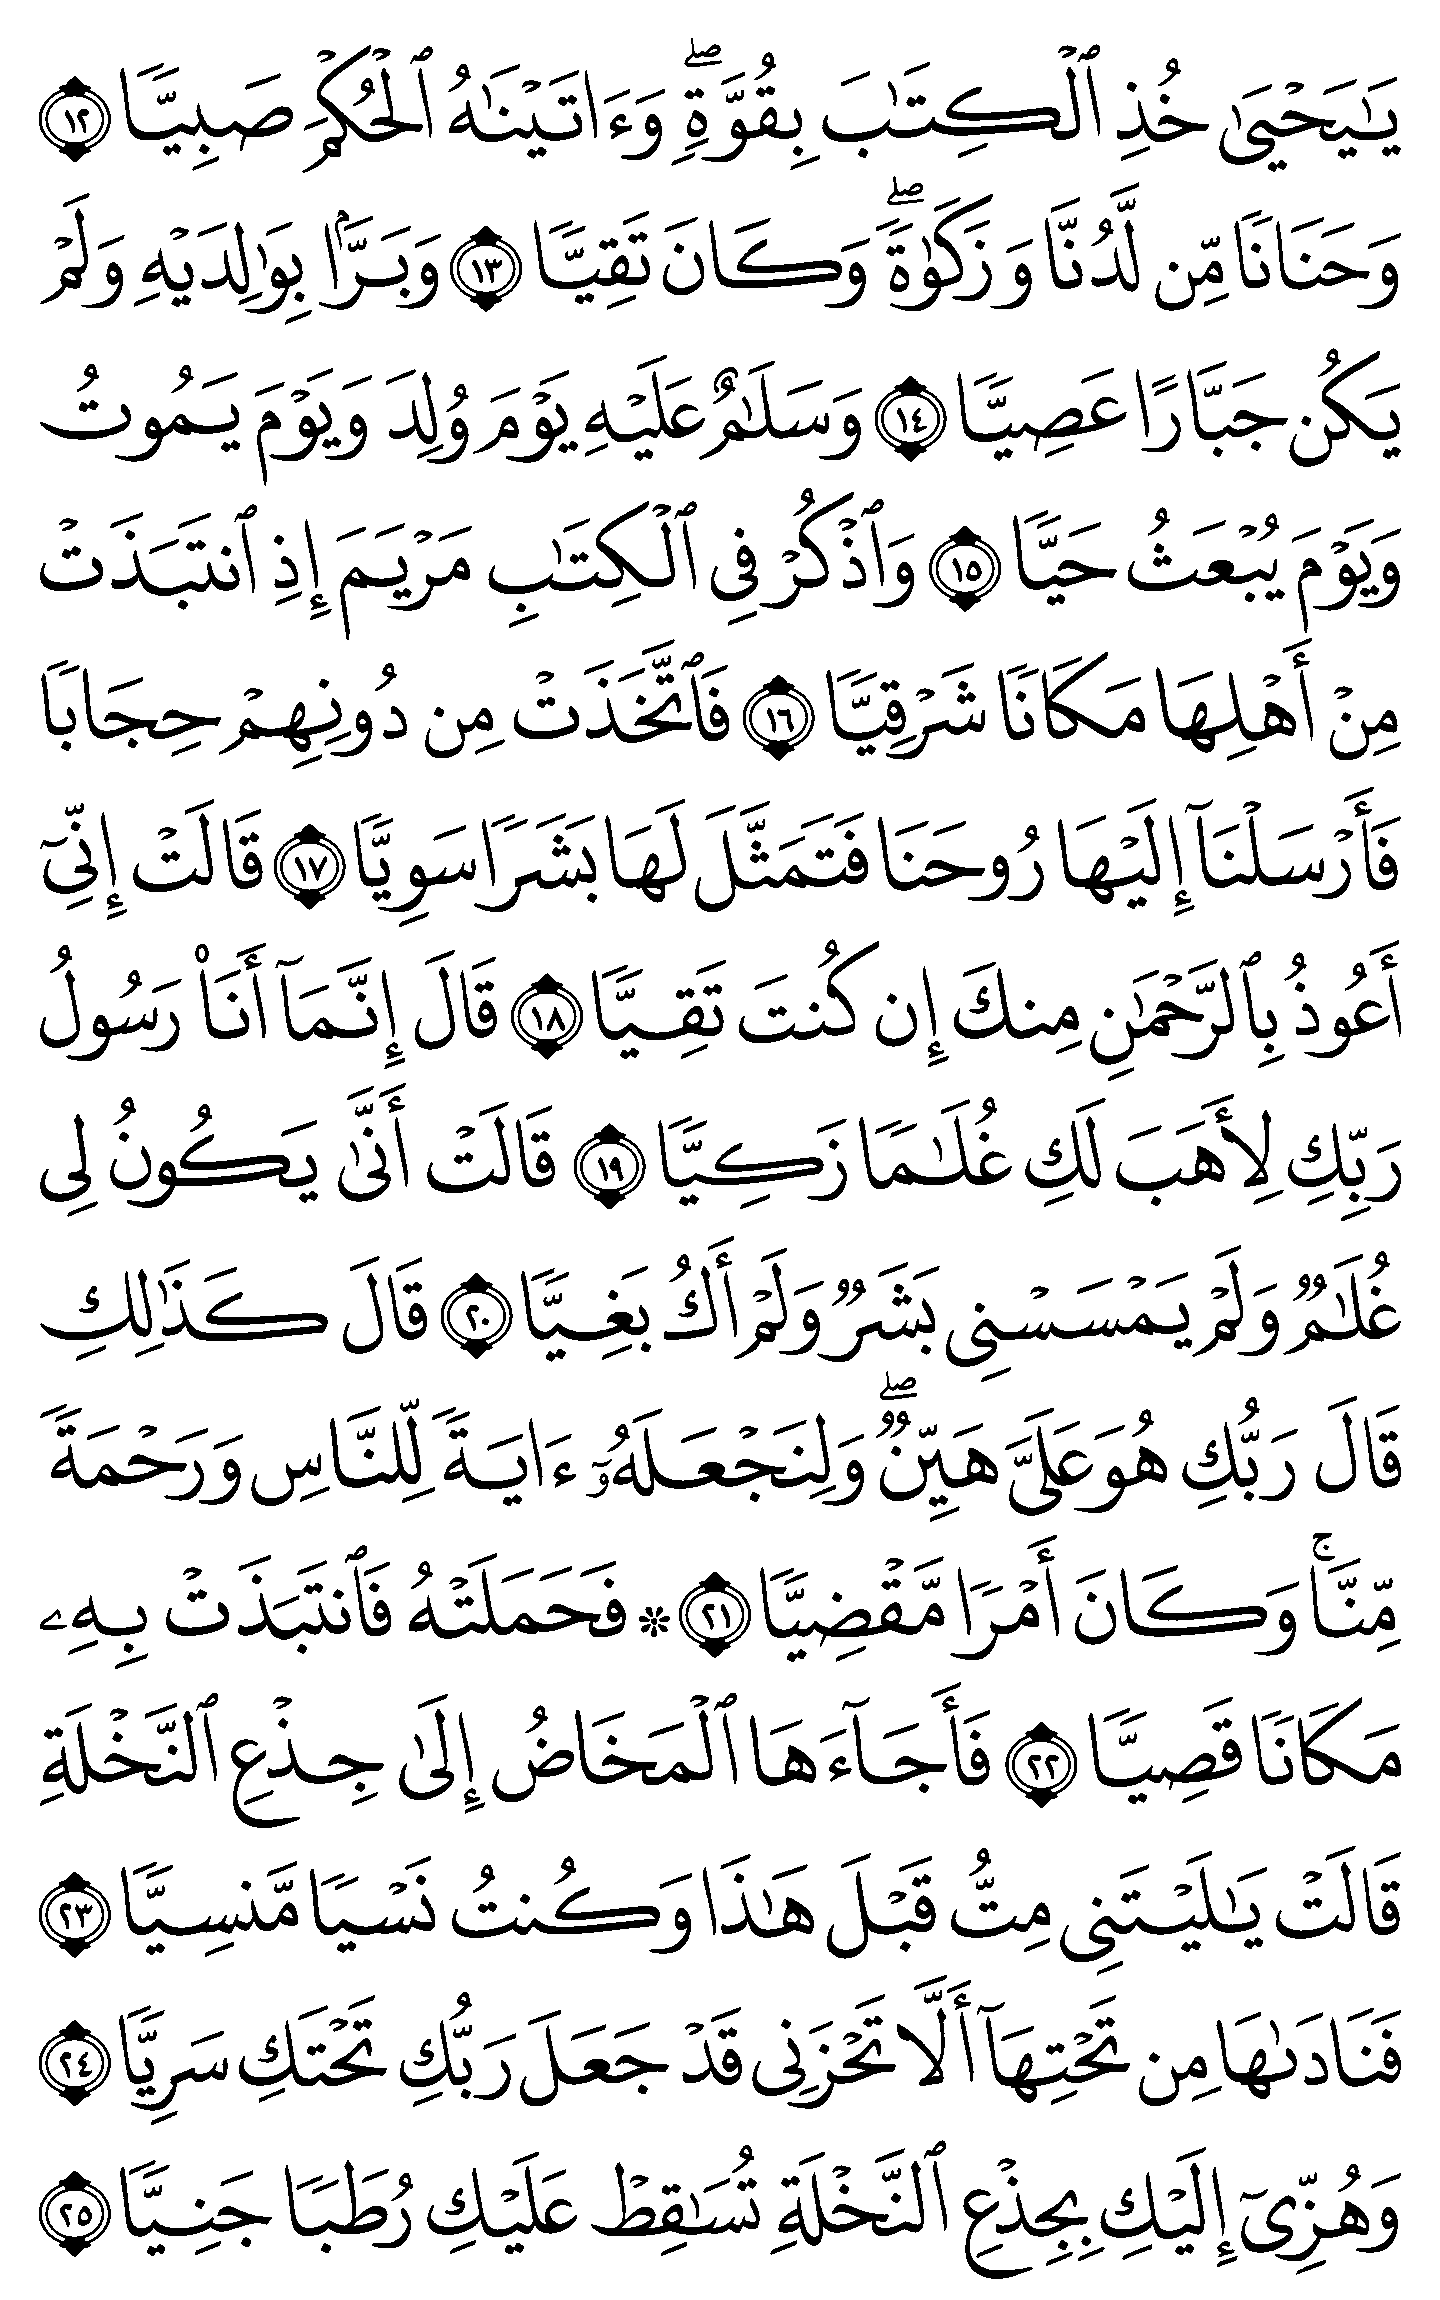 يَٰيَحْيَىٰ خُذِ ٱلْكِتَٰبَ بِقُوَّةٍۖ وَءَاتَيْنَٰهُ ٱلْحُكْمَ صَبِيًّا ١٢
وَحَنَانًا مِّن لَّدُنَّا وَزَكَوٰةًۖ وَكَانَ تَقِيًّا ١٣ وَبَرًّۢا بِوَٰلِدَيْهِ وَلَمْ
يَكُن جَبَّارًا عَصِيًّا ١٤ وَسَلَٰمٌ عَلَيْهِ يَوْمَ وُلِدَ وَيَوْمَ يَمُوتُ
وَيَوْمَ يُبْعَثُ حَيًّا ١٥ وَٱذْكُرْ فِى ٱلْكِتَٰبِ مَرْيَمَ إِذِ ٱنتَبَذَتْ
مِنْ أَهْلِهَا مَكَانًا شَرْقِيًّا ١٦ فَٱتَّخَذَتْ مِن دُونِهِمْ حِجَابًا
فَأَرْسَلْنَآ إِلَيْهَا رُوحَنَا فَتَمَثَّلَ لَهَا بَشَرًا سَوِيًّا ١٧ قَالَتْ إِنِّىٓ
أَعُوذُ بِٱلرَّحْمَٰنِ مِنكَ إِن كُنتَ تَقِيًّا ١٨ قَالَ إِنَّمَآ أَنَا۠ رَسُولُ
رَبِّكِ لِأَهَبَ لَكِ غُلَٰمًا زَكِيًّا ١٩ قَالَتْ أَنَّىٰ يَكُونُ لِى
غُلَٰمٌ وَلَمْ يَمْسَسْنِى بَشَرٌ وَلَمْ أَكُ بَغِيًّا ٢٠ قَالَ كَذَٰلِكِ
قَالَ رَبُّكِ هُوَ عَلَىَّ هَيِّنٌۖ وَلِنَجْعَلَهُۥٓ ءَايَةً لِّلنَّاسِ وَرَحْمَةً
مِّنَّاۚ وَكَانَ أَمْرًا مَّقْضِيًّا ٢١ ۞ فَحَمَلَتْهُ فَٱنتَبَذَتْ بِهِۦ
مَكَانًا قَصِيًّا ٢٢ فَأَجَآءَهَا ٱلْمَخَاضُ إِلَىٰ جِذْعِ ٱلنَّخْلَةِ
قَالَتْ يَٰلَيْتَنِى مِتُّ قَبْلَ هَٰذَا وَكُنتُ نَسْيًا مَّنسِيًّا ٢٣
فَنَادَىٰهَا مِن تَحْتِهَآ أَلَّا تَحْزَنِى قَدْ جَعَلَ رَبُّكِ تَحْتَكِ سَرِيًّا ٢٤
وَهُزِّىٓ إِلَيْكِ بِجِذْعِ ٱلنَّخْلَةِ تُسَٰقِطْ عَلَيْكِ رُطَبًا جَنِيًّا ٢٥